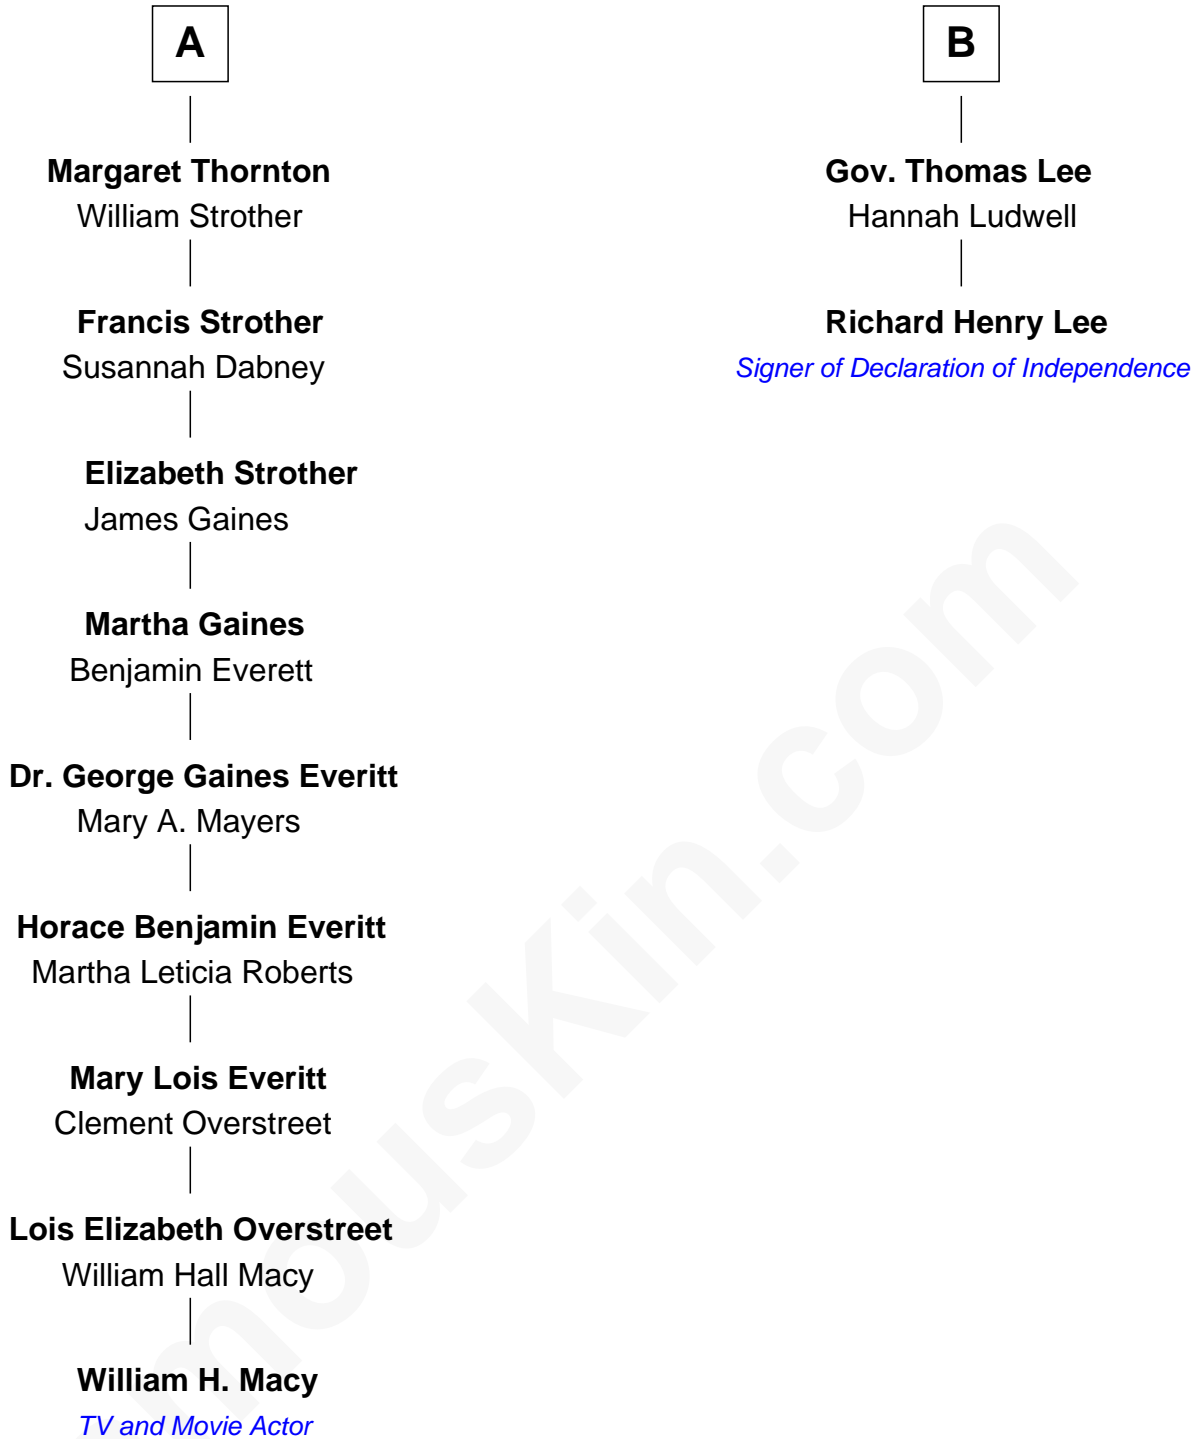 A
Margaret Thornton
William Strother
Francis Strother
Susannah Dabney
Elizabeth Strother
James Gaines
Martha Gaines
Benjamin Everett
Dr. George Gaines Everitt
Mary A. Mayers
Horace Benjamin Everitt
Martha Leticia Roberts
Mary Lois Everitt
Clement Overstreet
Lois Elizabeth Overstreet
William Hall Macy
William H. Macy
TV and Movie Actor
B
Gov. Thomas Lee
Hannah Ludwell
Richard Henry Lee
Signer of Declaration of Independence
mouskin.com